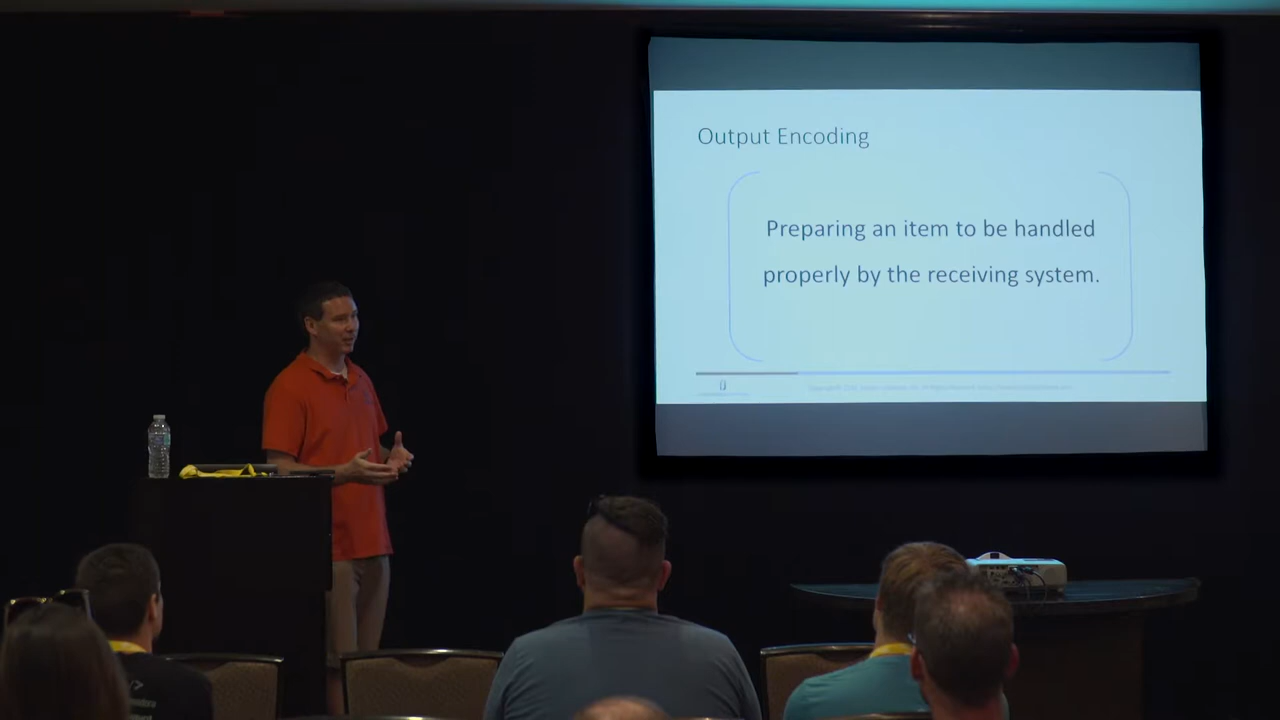 Output Encoding
Preparing an item to be handled
properly by the receiving system.